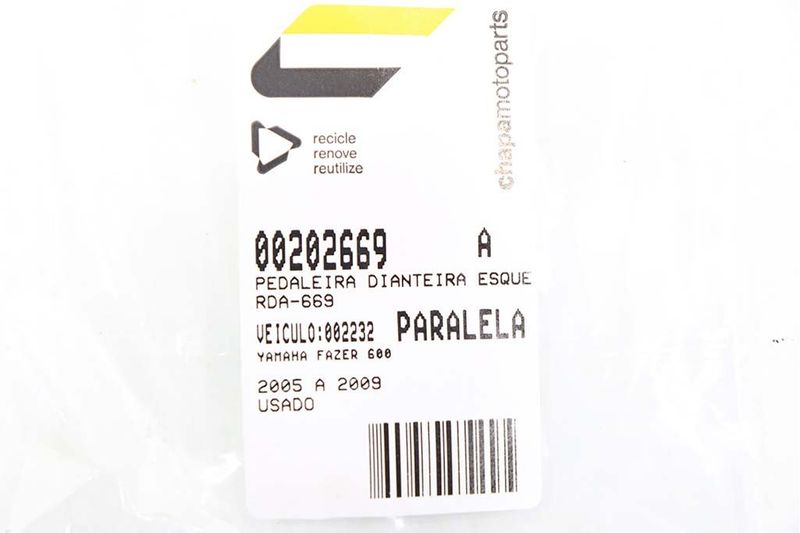 chapamotoparts
recicle
renove
reutilize
00202669 A
PEDALEIRA DIANTEIRA ESQUE
RDA-669
VEICULO:002232 PARALELA
YAMAHA FAZER 600
2005 A 2009
USADO